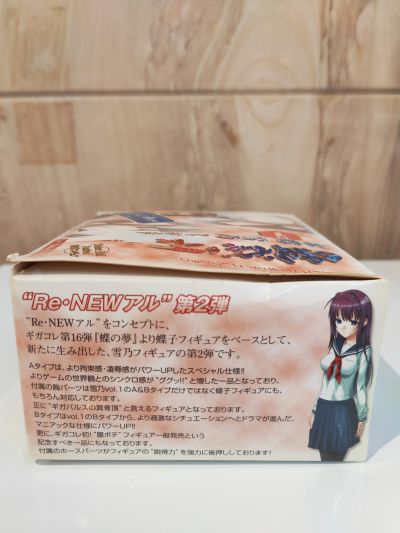 “Re・NEWアル”第2弾
“Re・NEWアル”をコンセプトに、
ギガコレ第16弾『蝶の夢』より蝶子フィギュアをベースとして、
新たに生み出した、雪乃フィギュアの第2弾です。
Aタイプは、より拘束感・凌辱感がパワーUPしたスペシャル仕様!!
よりゲームの世界観とのシンクロ感が“ググッ!!”と増した一品となっており、
付属の胸パーツは雪乃vol.1のA&Bタイプだけではなく蝶子フィギュアにも、
もちろん対応しております。
正に“ギガパルスの真骨頂”と言えるフィギュアとなっております。
Bタイプはvol.1のBタイプから、より過激なシチュエーションへとドラマが進んだ、
マニアックな仕様にパワーUP!!
更に、ギガコレ初!“腹ボテ”フィギュア一般発売という
記念すべき一品にもなっております。
付属のホースパーツがフィギュアの“説得力”を強力に後押ししております!